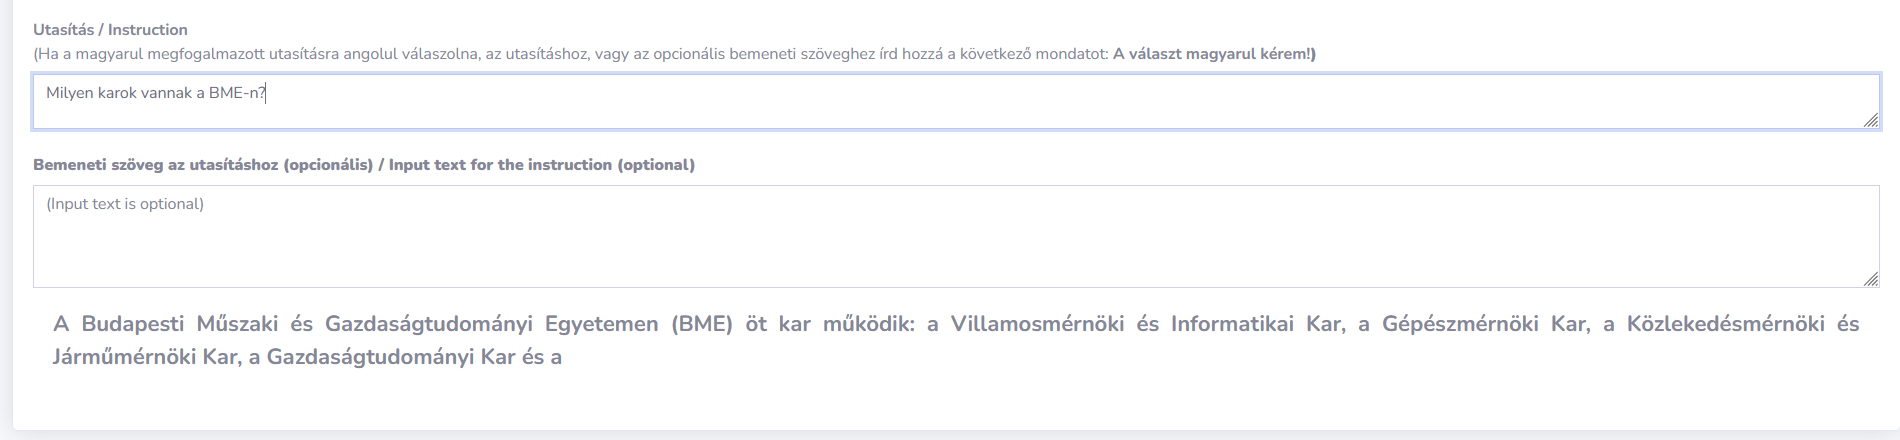 Utasítás / Instruction
(Ha a magyarul megfogalmazott utasításra angolul válaszolna, az utasításhoz, vagy az opcionális bemeneti szöveghez írd hozzá a következő mondatot: A választ magyarul kérem!)
Milyen karok vannak a BME-n?
Bemeneti szöveg az utasításhoz (opcionális) / Input text for the instruction (optional)
(Input text is optional)
A Budapesti Műszaki és Gazdaságtudományi Egyetemen (BME) öt kar működik: a Villamosmérnöki és Informatikai Kar, a Gépészmérnöki Kar, a Közlekedésmérnöki és
Járműmérnöki Kar, a Gazdaságtudományi Kar és a